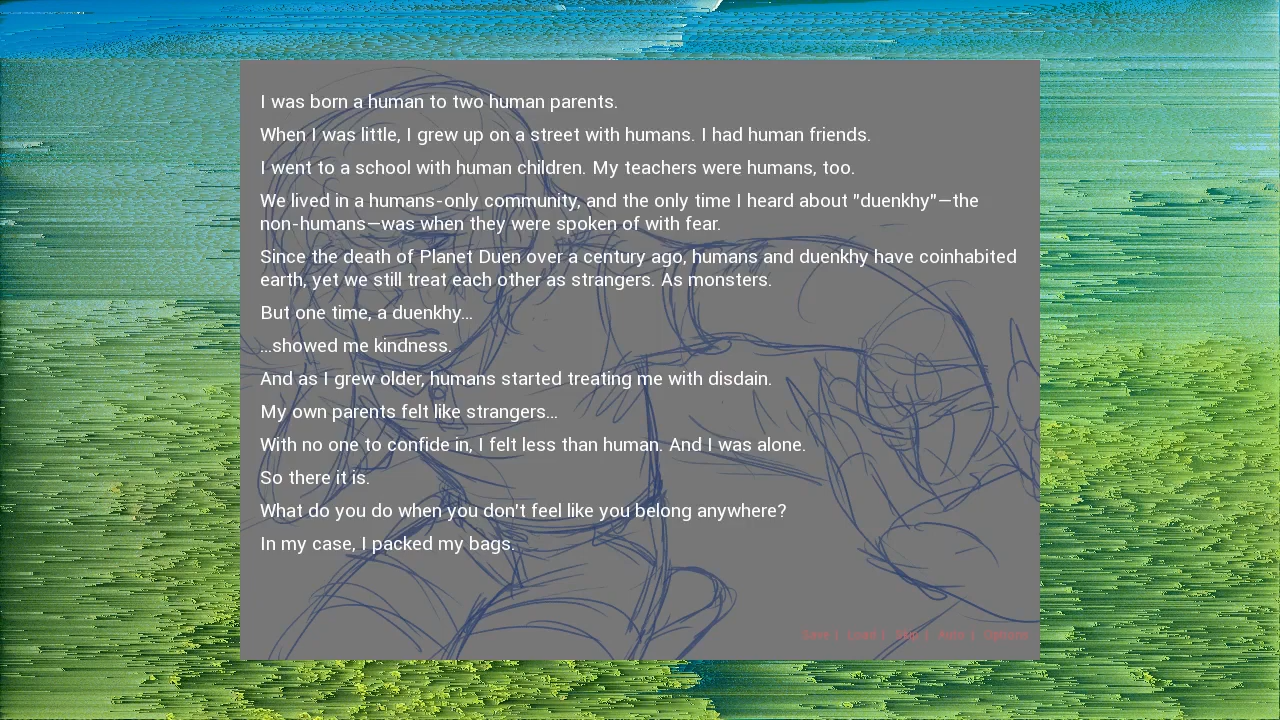 I was born a human to two human parents.
When I was little, I grew up on a street with humans. I had human friends.
I went to a school with human children. My teachers were humans, too.
We lived in a humans-only community, and the only time I heard about "duenkhy"—the
non-humans—was when they were spoken of with fear.
Since the death of Planet Duen over a century ago, humans and duenkhy have coinhabited
earth, yet we still treat each other as strangers. As monsters.
But one time, a duenkhy...
...showed me kindness.
And as I grew older, humans started treating me with disdain.
My own parents felt like strangers...
With no one to confide in, I felt less than human. And I was alone.
So there it is.
What do you do when you don't feel like you belong anywhere?
In my case, I packed my bags.
Save | Load | Skip | Auto | Options